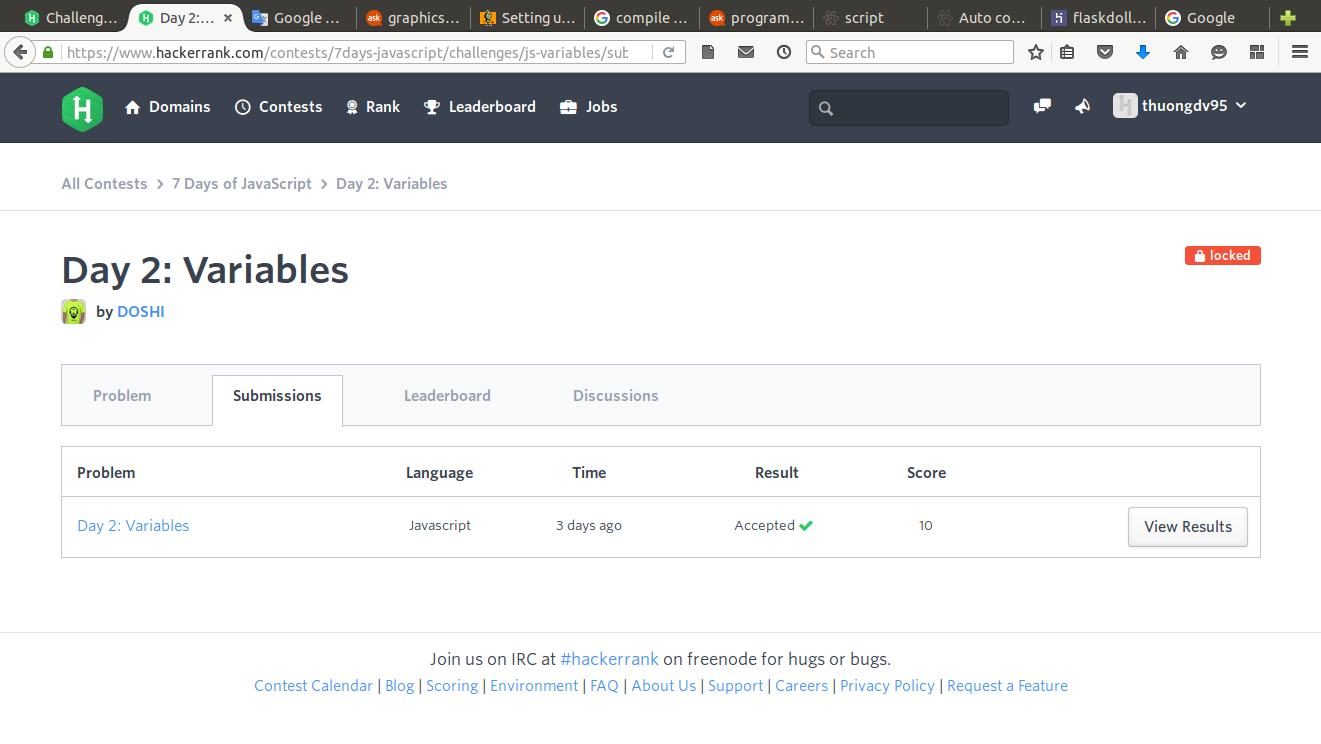 Challeng... Day 2:... × Google ... graphics... Setting u... compile ... program... script Auto co... flaskdoll... Google
https://www.hackerrank.com/contests/7days-javascript/challenges/js-variables/sub Search
H Domains Contests Rank Leaderboard Jobs thuongdv95
All Contests > 7 Days of JavaScript > Day 2: Variables
Day 2: Variables locked
by DOSHI
Problem Submissions Leaderboard Discussions
Problem Language Time Result Score
Day 2: Variables Javascript 3 days ago Accepted 10 View Results
Join us on IRC at #hackerrank on freenode for hugs or bugs.
Contest Calendar | Blog | Scoring | Environment | FAQ | About Us | Support | Careers | Privacy Policy | Request a Feature